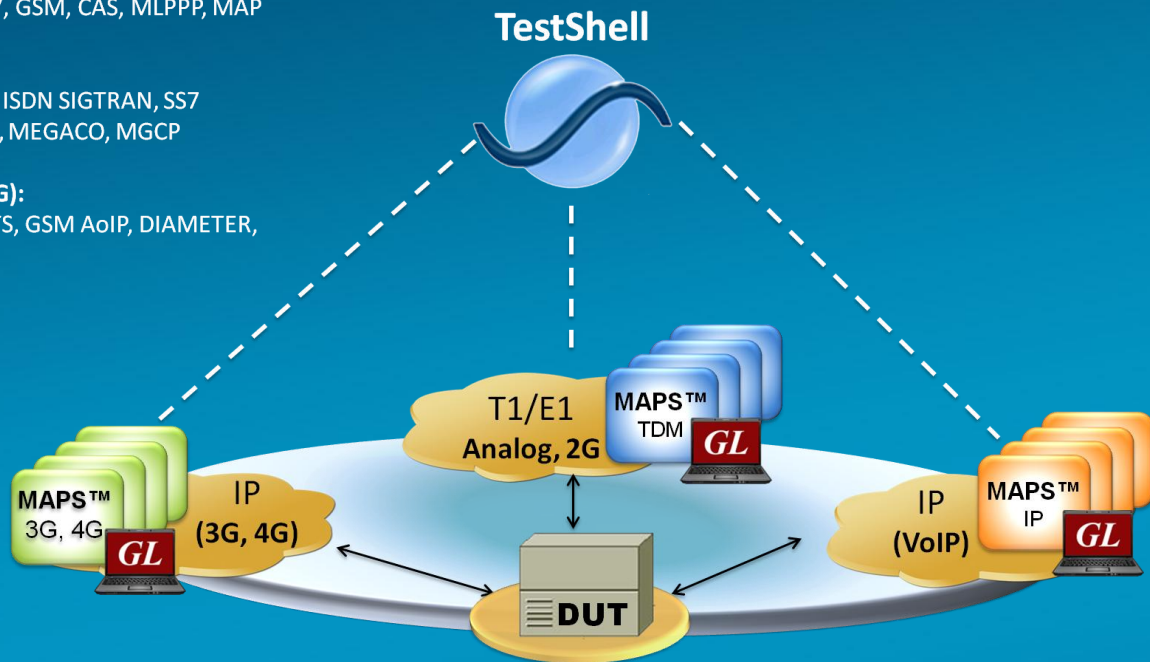 GSM, CAS, MLPPP, MAP
TestShell
ISDN SIGTRAN, SS7
MEGACO, MGCP
G):
GSM AoIP, DIAMETER,
T1/E1
Analog, 2G
MAPS™
TDM
GL
MAPS™
3G, 4G
GL
IP
(3G, 4G)
IP
(VoIP)
MAPS™
IP
GL
DUT